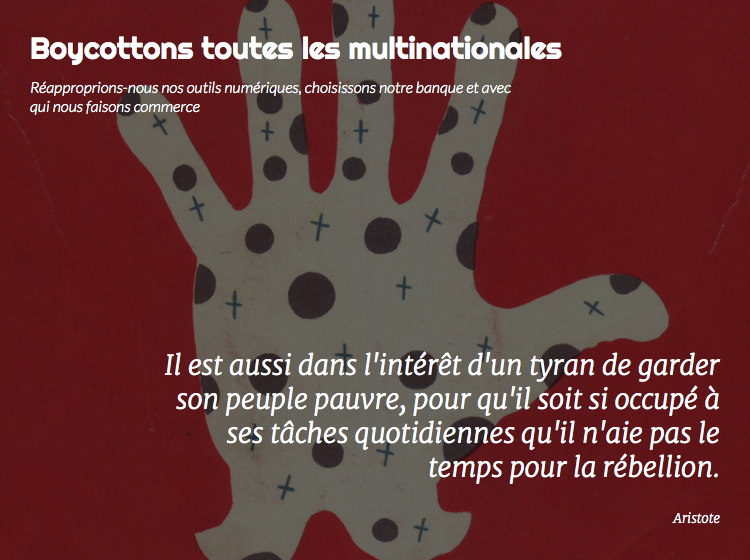 Boycottons toutes les multinationales
Réapproprions-nous nos outils numériques, choisissons notre banque et avec
qui nous faisons commerce
Il est aussi dans l'intérêt d'un tyran de garder
son peuple pauvre, pour qu'il soit si occupé à
ses tâches quotidiennes qu'il n'aie pas le
temps pour la rébellion.
Aristote